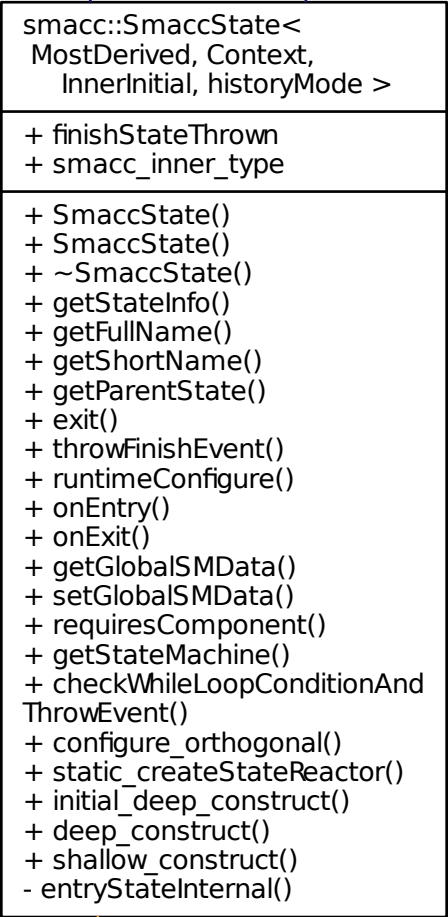 smacc::SmaccState<
MostDerived, Context,
InnerInitial, historyMode >
+ finishStateThrown
+ smacc_inner_type
+ SmaccState()
+ SmaccState()
+ ~SmaccState()
+ getStateInfo()
+ getFullName()
+ getShortName()
+ getParentState()
+ exit()
+ throwFinishEvent()
+ runtimeConfigure()
+ onEntry()
+ onExit()
+ getGlobalSMData()
+ setGlobalSMData()
+ requiresComponent()
+ getStateMachine()
+ checkWhileLoopConditionAnd
ThrowEvent()
+ configure_orthogonal()
+ static_createStateReactor()
+ initial_deep_construct()
+ deep_construct()
+ shallow_construct()
- entryStateInternal()